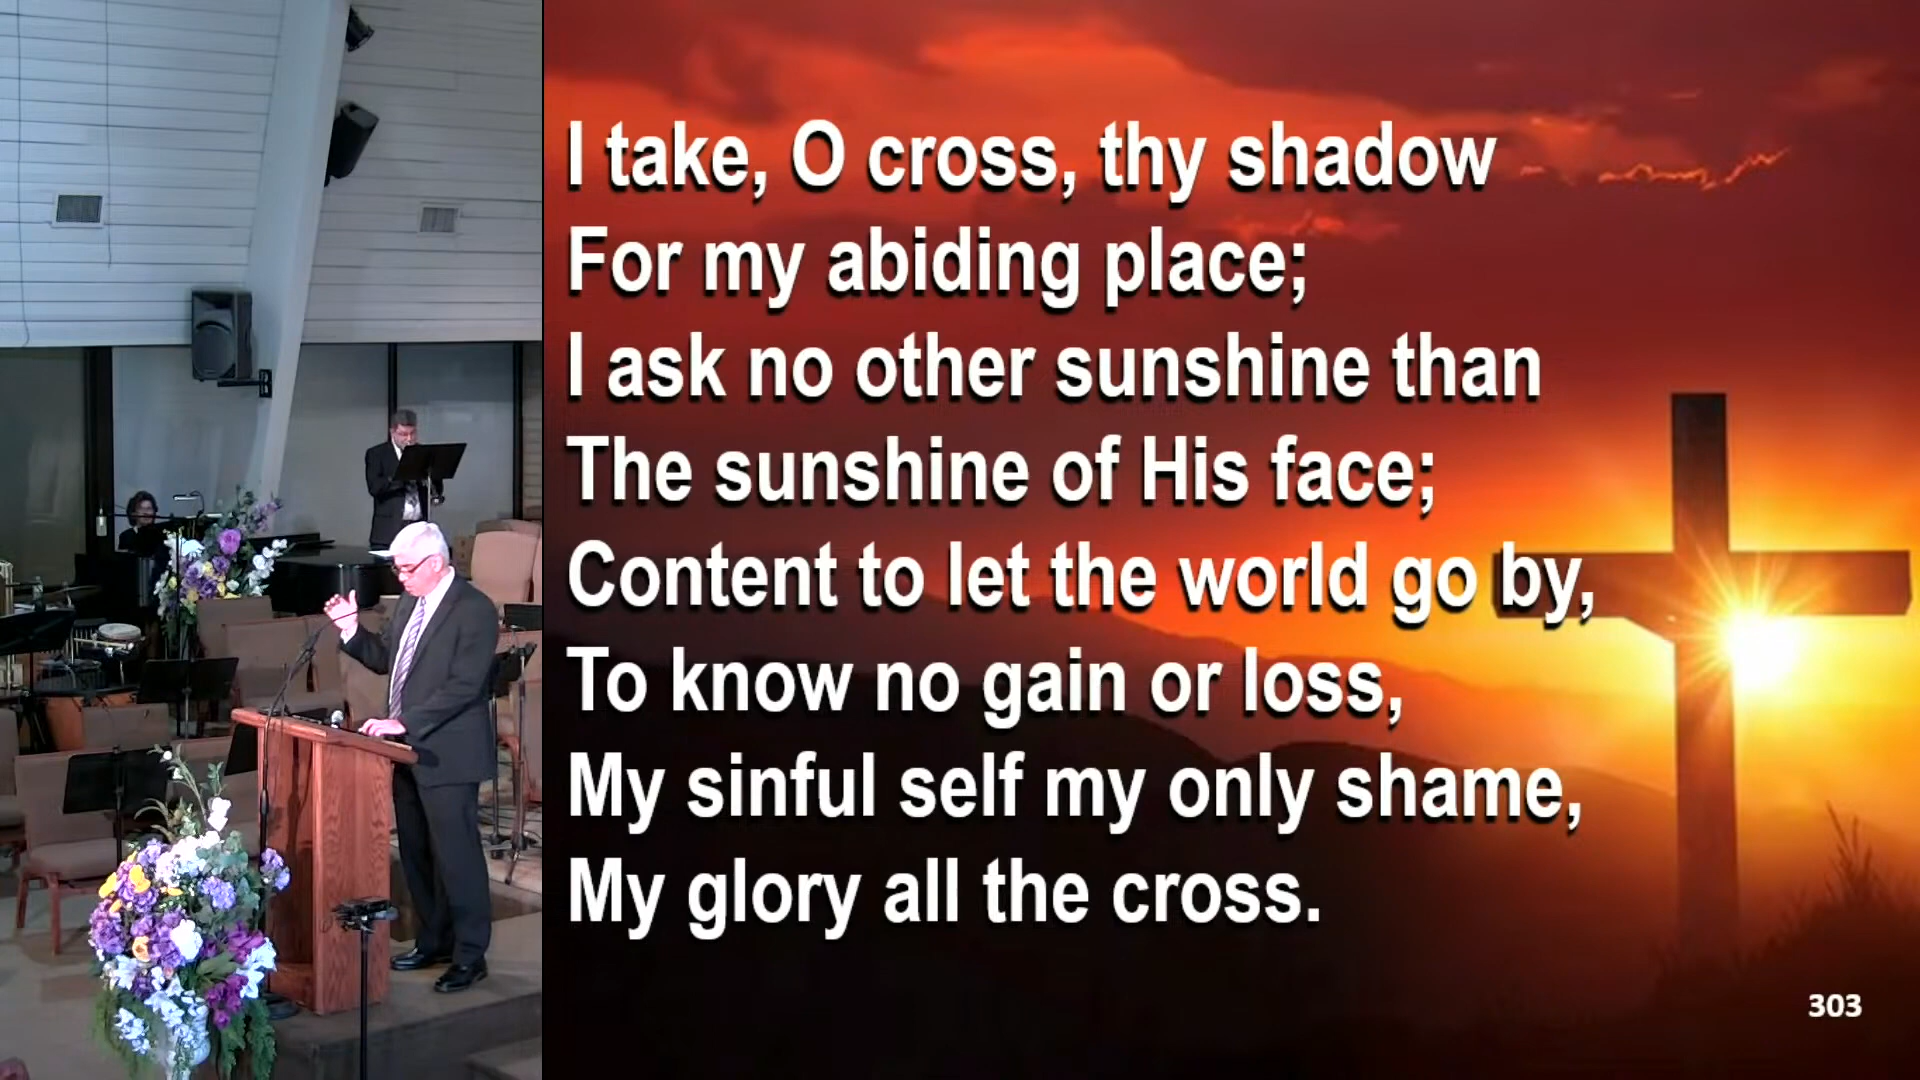 I take, O cross, thy shadow
For my abiding place;
I ask no other sunshine than
The sunshine of His face;
Content to let the world go by,
To know no gain or loss,
My sinful self my only shame,
My glory all the cross.
303